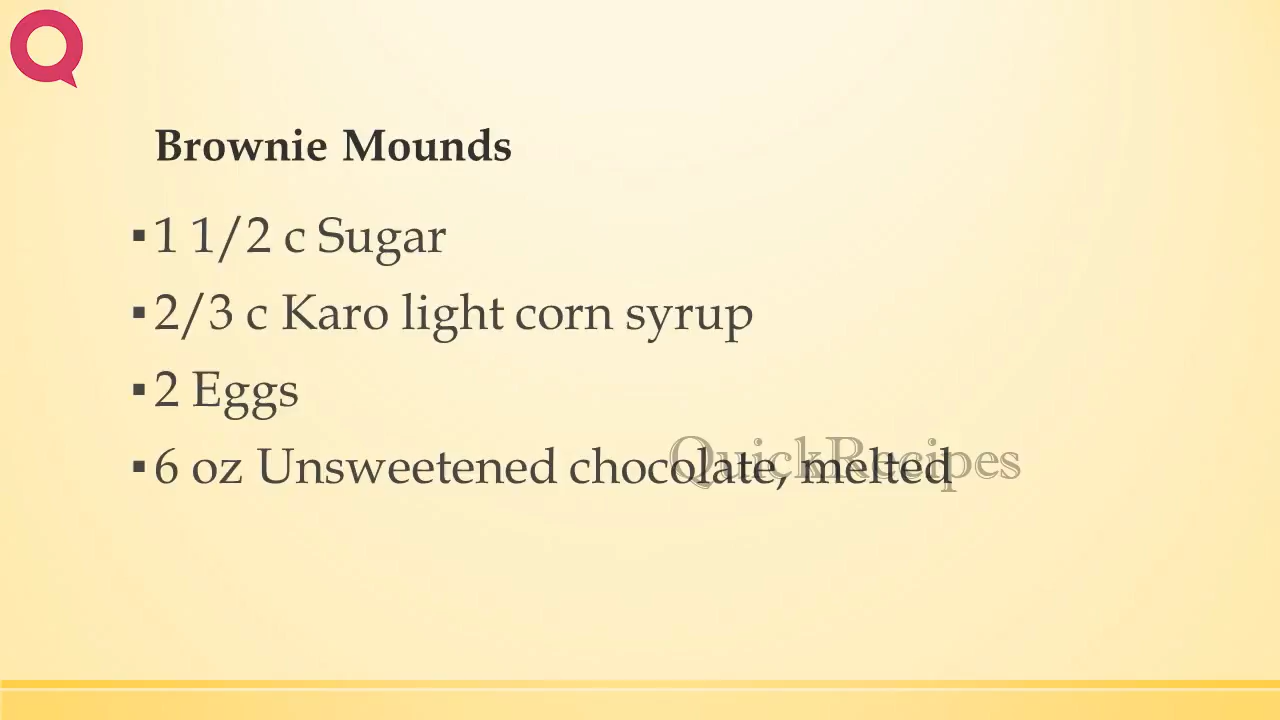 Brownie Mounds
▪1 1/2 c Sugar
▪2/3 c Karo light corn syrup
▪2 Eggs
▪6 oz Unsweetened chocolate, melted
QuickRecipes